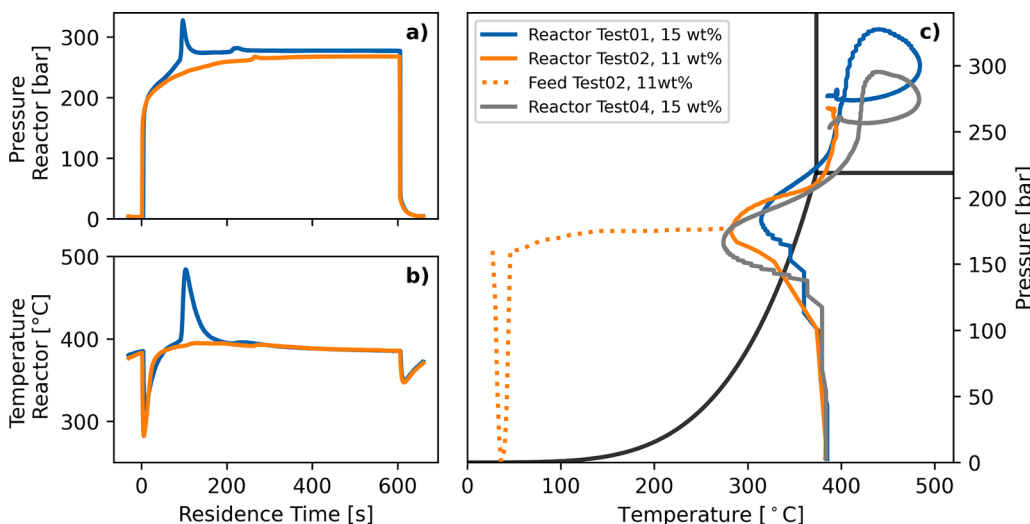 Pressure
Reactor [bar]
300
200
100
0
a)
Temperature
Reactor [°C]
500
400
300
b)
0
200
400
600
Residence Time [s]
Reactor Test01, 15 wt%
Reactor Test02, 11 wt%
Feed Test02, 11wt%
Reactor Test04, 15 wt%
c)
300
250
200
150
100
50
0
Pressure [bar]
0
100
200
300
400
500
Temperature [°C]